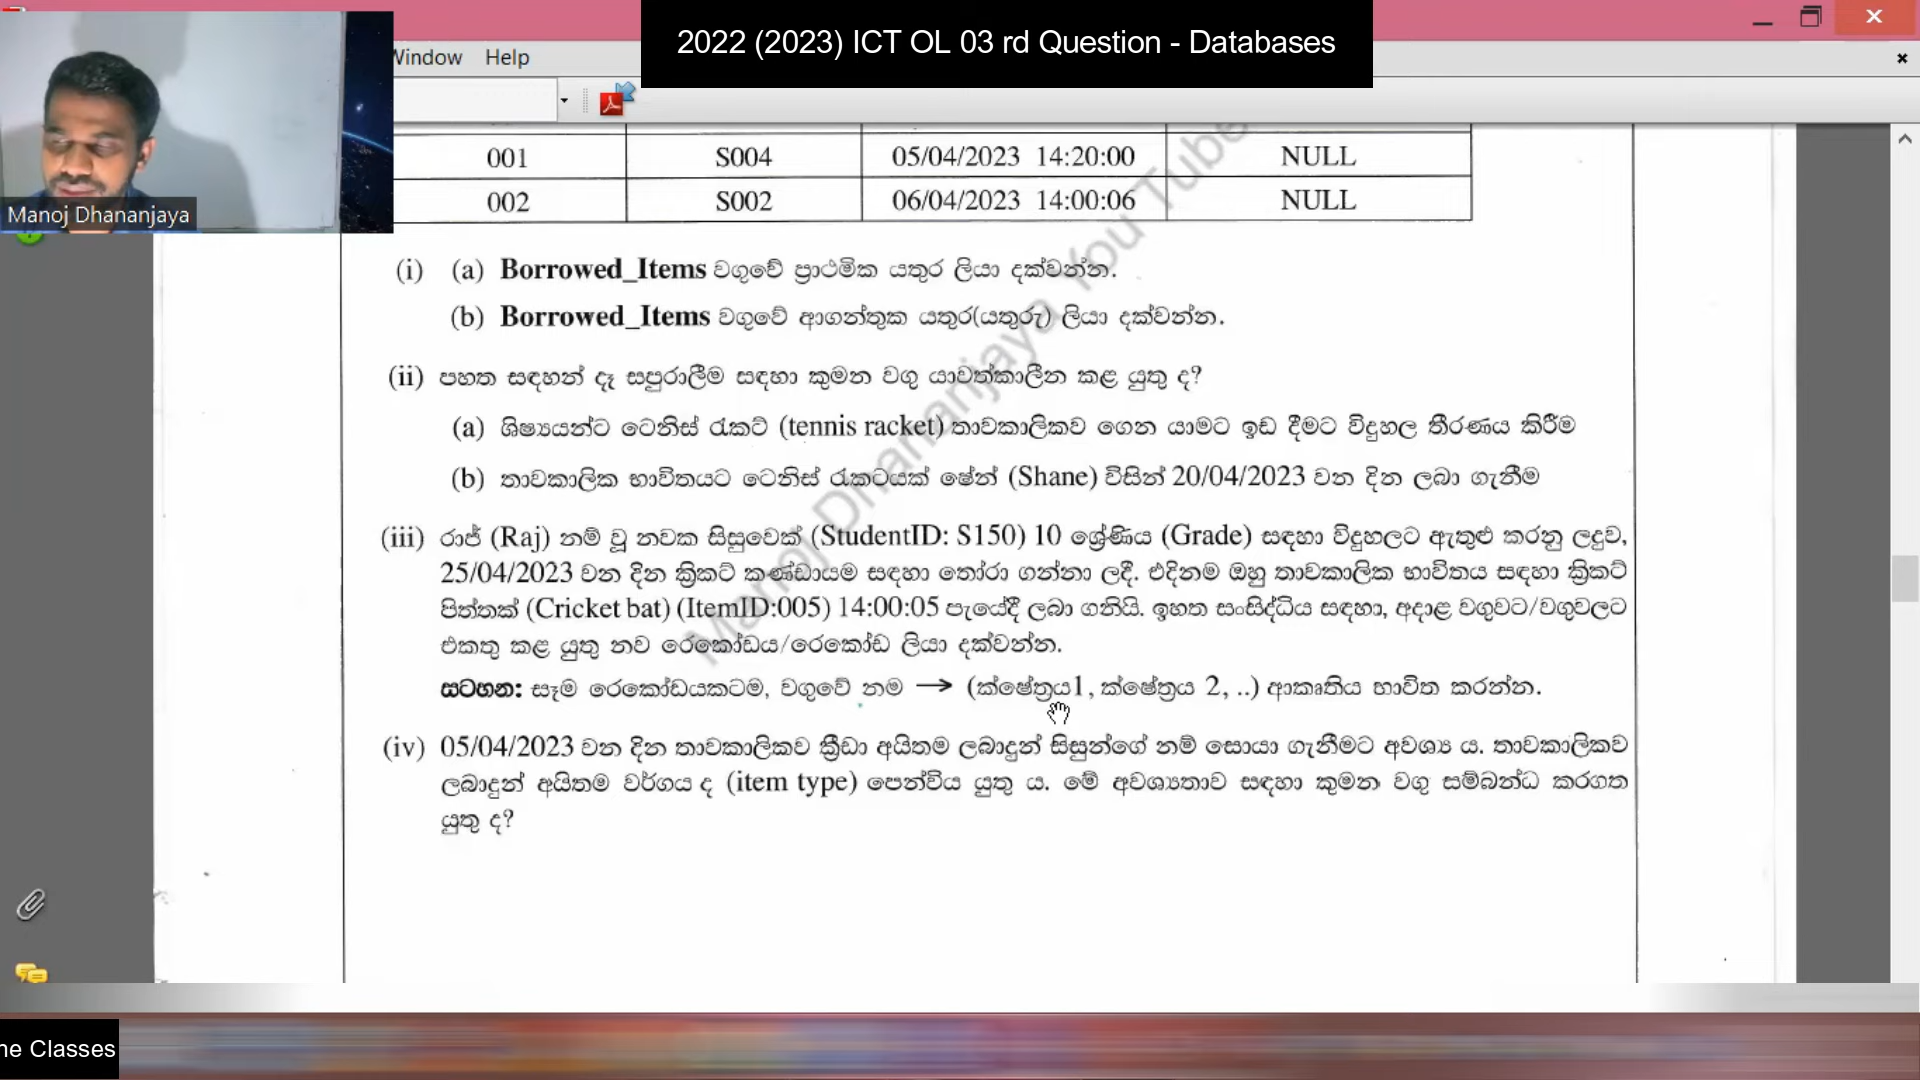 2022 (2023) ICT OL 03 rd Question - Databases
Window Help
Manoj Dhananjaya
001 S004 05/04/2023 14:20:00 NULL
002 S002 06/04/2023 14:00:06 NULL
(i) (a) Borrowed_Items වගුවේ ප්‍රාථමික යතුර ලියා දක්වන්න.
(b) Borrowed_Items වගුවේ ආගන්තුක යතුර(යතුරු) ලියා දක්වන්න.
(ii) පහත සඳහන් දෑ සපුරාලීම සඳහා කුමන වගු යාවත්කාලීන කළ යුතු ද?
(a) ශිෂ්‍යයන්ට ටෙනිස් රැකට් (tennis racket) තාවකාලිකව ගෙන යාමට ඉඩ දීමට විදුහල තීරණය කිරීම
(b) තාවකාලික භාවිතයට ටෙනිස් රැකටයක් ෂේන් (Shane) විසින් 20/04/2023 වන දින ලබා ගැනීම
(iii) රාජ් (Raj) නම් වූ නවක සිසුවෙක් (StudentID: S150) 10 ශ්‍රේණිය (Grade) සඳහා විදුහලට ඇතුළු කරනු ලදුව,
25/04/2023 වන දින ක්‍රිකට් කණ්ඩායම සඳහා තෝරා ගන්නා ලදී. එදිනම ඔහු තාවකාලික භාවිතය සඳහා ක්‍රිකට්
පිත්තක් (Cricket bat) (ItemID:005) 14:00:05 පැයේදී ලබා ගනියි. ඉහත සංසිද්ධිය සඳහා, අදාළ වගුවට/වගුවලට
එකතු කළ යුතු නව රෙකෝඩය/රෙකෝඩ ලියා දක්වන්න.
සටහන: සෑම රෙකෝඩයකටම, වගුවේ නම → (ක්ෂේත්‍රය1, ක්ෂේත්‍රය 2, ..) ආකෘතිය භාවිත කරන්න.
(iv) 05/04/2023 වන දින තාවකාලිකව ක්‍රීඩා අයිතම ලබාදුන් සිසුන්ගේ නම් සොයා ගැනීමට අවශ්‍ය ය. තාවකාලිකව
ලබාදුන් අයිතම වර්ගය ද (item type) පෙන්විය යුතු ය. මේ අවශ්‍යතාව සඳහා කුමන වගු සම්බන්ධ කරගත
යුතු ද?
Manoj Dhananjaya You Tube
ne Classes